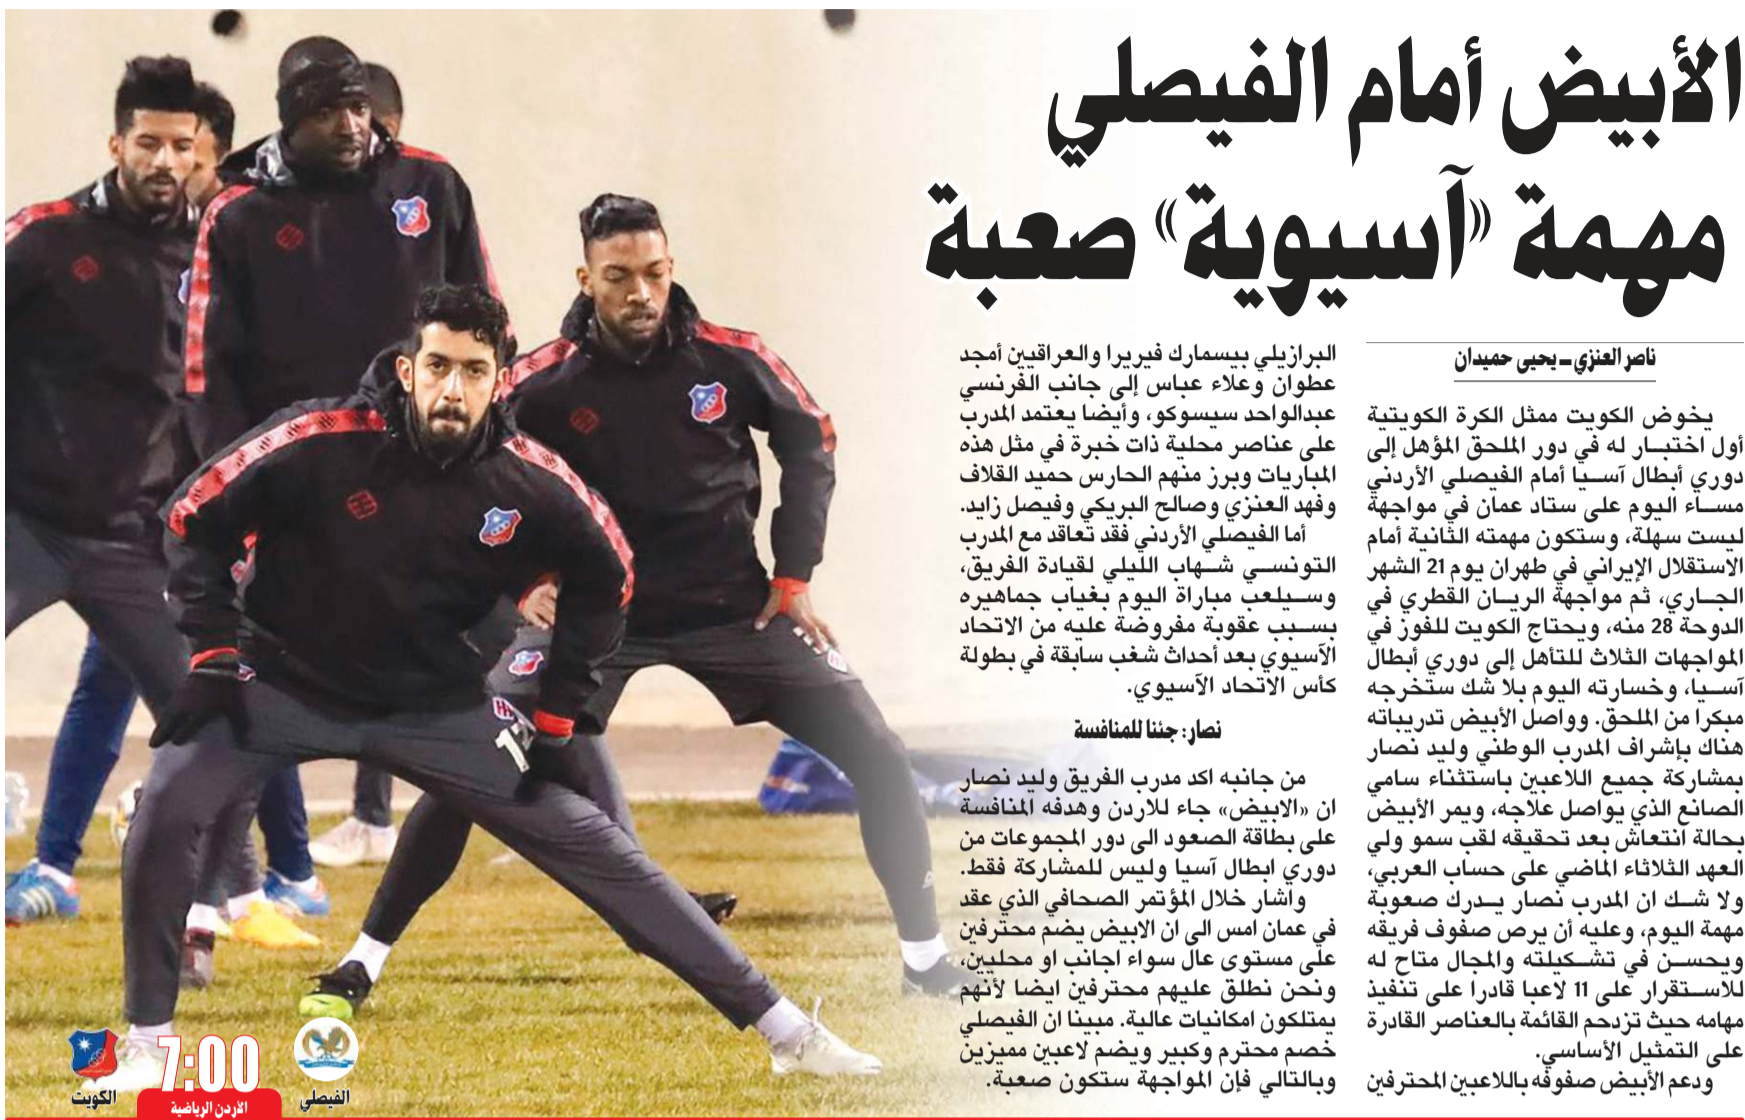 الأبيض أمام الفيصلي
مهمة «آسيوية» صعبة
ناصر العنزي ـ يحيى حميدان
يخوض الكويت ممثل الكرة الكويتية
أول اختبار له في دور الملحق المؤهل إلى
دوري أبطال آسيا أمام الفيصلي الأردني
مساء اليوم على ستاد عمان في مواجهة
ليست سهلة، وستكون مهمته الثانية أمام
الاستقلال الإيراني في طهران يوم 21 الشهر
الجاري، ثم مواجهة الريان القطري في
الدوحة 28 منه، ويحتاج الكويت للفوز في
المواجهات الثلاث للتأهل إلى دوري أبطال
آسيا، وخسارته اليوم بلا شك ستخرجه
مبكرا من الملحق. وواصل الأبيض تدريباته
هناك بإشراف المدرب الوطني وليد نصار
بمشاركة جميع اللاعبين باستثناء سامي
الصانع الذي يواصل علاجه، ويمر الأبيض
بحالة انتعاش بعد تحقيقه لقب سمو ولي
العهد الثلاثاء الماضي على حساب العربي،
ولا شك ان المدرب نصار يدرك صعوبة
مهمة اليوم، وعليه أن يرص صفوف فريقه
ويحسن في تشكيلته والمجال متاح له
للاستقرار على 11 لاعبا قادرا على تنفيذ
مهامه حيث تزدحم القائمة بالعناصر القادرة
على التمثيل الأساسي.
ودعم الأبيض صفوفه باللاعبين المحترفين
البرازيلي بيسمارك فيريرا والعراقيين أمجد
عطوان وعلاء عباس إلى جانب الفرنسي
عبدالواحد سيسوكو، وأيضا يعتمد المدرب
على عناصر محلية ذات خبرة في مثل هذه
المباريات وبرز منهم الحارس حميد القلاف
وفهد العنزي وصالح البريكي وفيصل زايد.
أما الفيصلي الأردني فقد تعاقد مع المدرب
التونسي شهاب الليلي لقيادة الفريق،
وسيلعب مباراة اليوم بغياب جماهيره
بسبب عقوبة مفروضة عليه من الاتحاد
الآسيوي بعد أحداث شغب سابقة في بطولة
كأس الاتحاد الآسيوي.
نصار: جئنا للمنافسة
من جانبه اكد مدرب الفريق وليد نصار
ان «الابيض» جاء للاردن وهدفه المنافسة
على بطاقة الصعود الى دور المجموعات من
دوري ابطال آسيا وليس للمشاركة فقط.
واشار خلال المؤتمر الصحافي الذي عقد
في عمان امس الى ان الابيض يضم محترفين
على مستوى عال سواء اجانب او محليين،
ونحن نطلق عليهم محترفين ايضا لأنهم
يمتلكون امكانيات عالية. مبينا ان الفيصلي
خصم محترم وكبير ويضم لاعبين مميزين
وبالتالي فإن المواجهة ستكون صعبة.
الفيصلي
7:00
الأردن الرياضية
الكويت